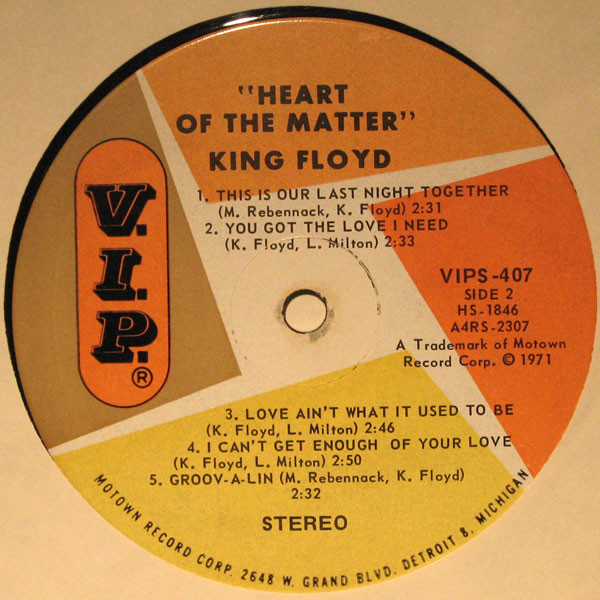 "HEART
OF THE MATTER"
KING FLOYD
1. THIS IS OUR LAST NIGHT TOGETHER
(M. Rebennack, K. Floyd) 2:31
2. YOU GOT THE LOVE I NEED
(K. Floyd, L. Milton) 2:33
V.I.P.®
VIPS-407
SIDE 2
HS-1846
A4RS-2307
A Trademark of Motown
Record Corp. © 1971
3. LOVE AIN'T WHAT IT USED TO BE
(K. Floyd, L. Milton) 2:46
4. I CAN'T GET ENOUGH OF YOUR LOVE
(K. Floyd, L. Milton) 2:50
5. GROOV-A-LIN (M. Rebennack, K. Floyd)
2:32
STEREO
MOTOWN RECORD CORP. 2648 W. GRAND BLVD. DETROIT 8, MICHIGAN